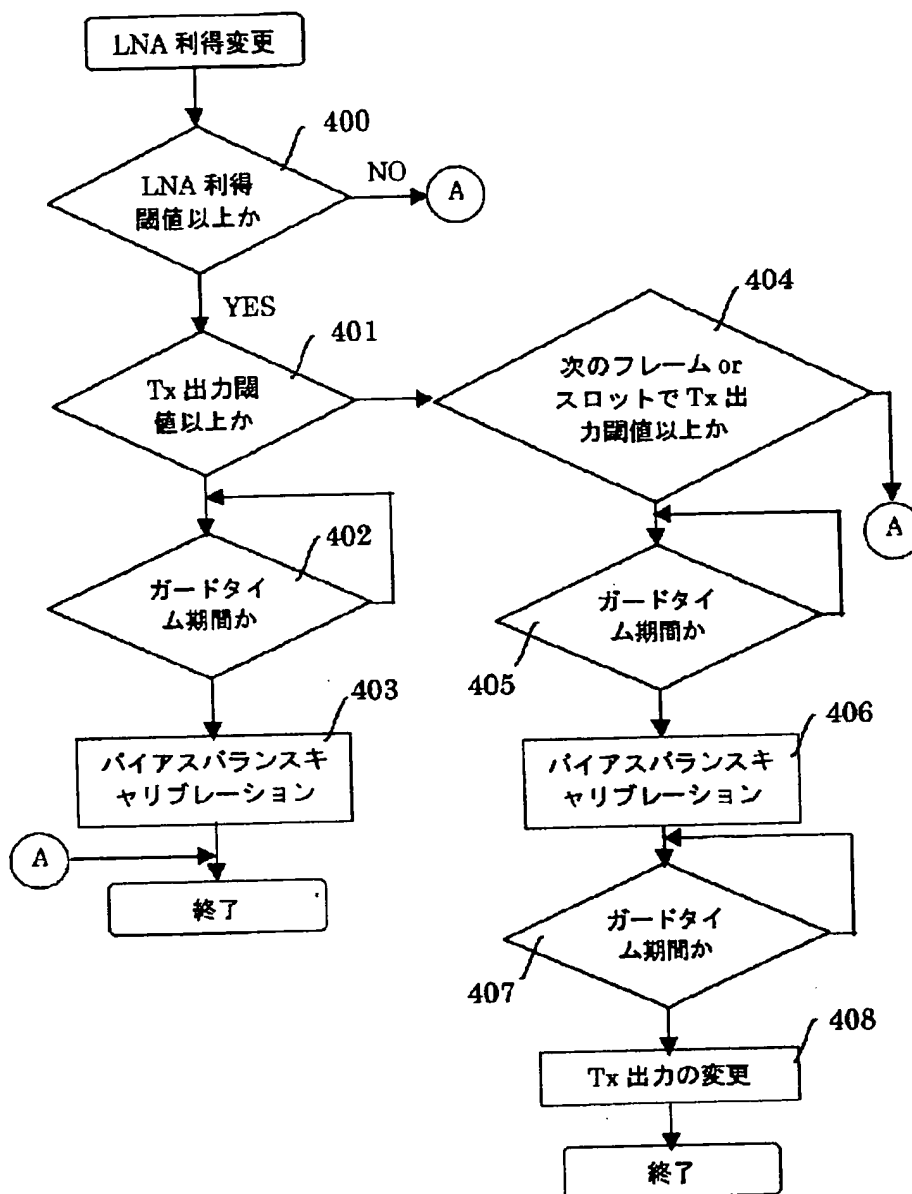 LNA 利得変更
400
LNA 利得
閾値以上か
NO
A
YES
401
Tx 出力閾
値以上か
404
次のフレーム or
スロットで Tx 出
力閾値以上か
A
402
ガードタイ
ム期間か
405
ガードタイ
ム期間か
403
バイアスバランスキ
ャリブレーション
406
バイアスバランスキ
ャリブレーション
A
終了
407
ガードタイ
ム期間か
408
Tx 出力の変更
終了